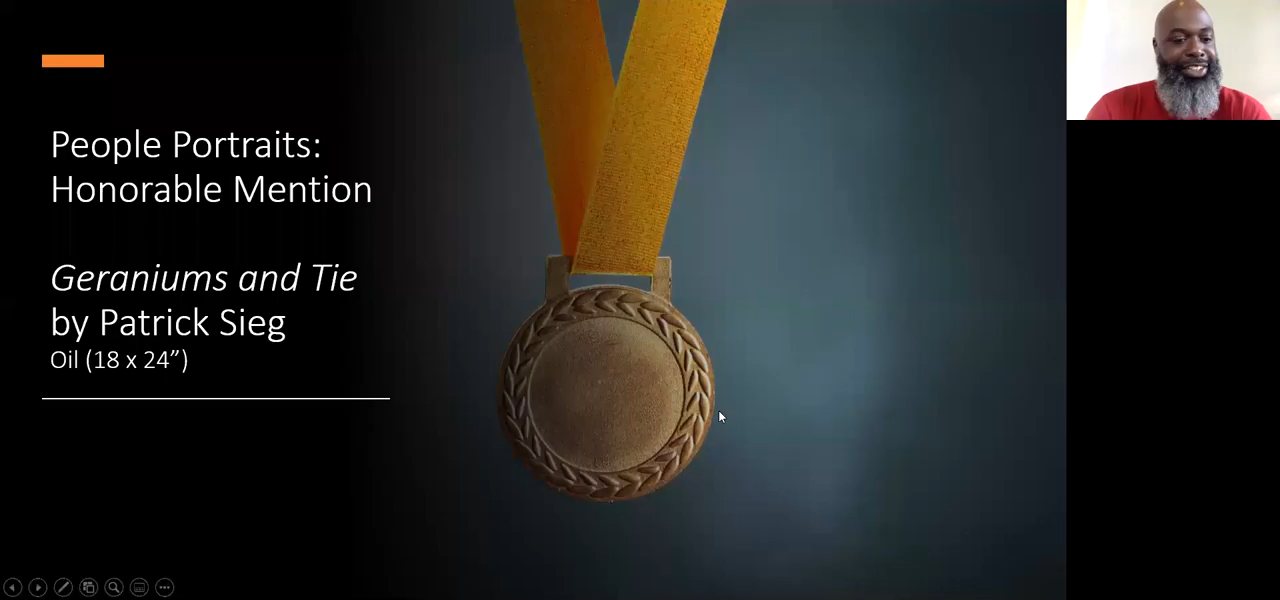 People Portraits:
Honorable Mention
Geraniums and Tie
by Patrick Sieg
Oil (18 x 24”)